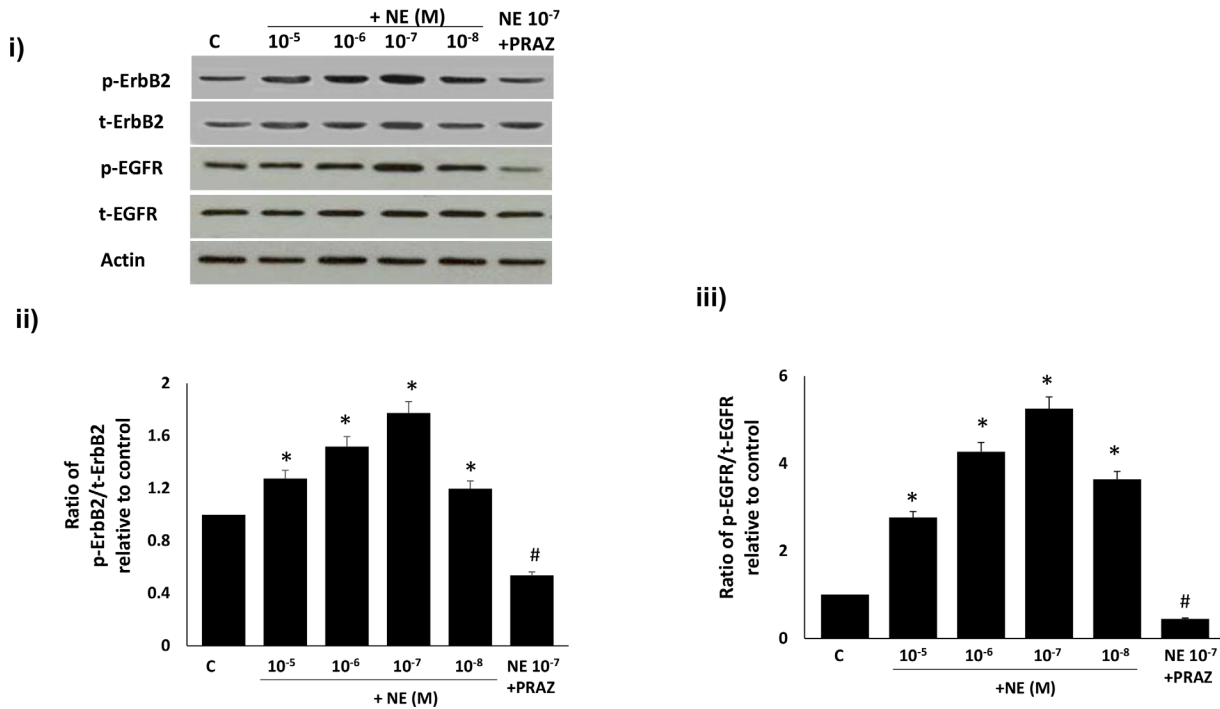 i)
+ NE (M)
NE 10⁻⁷
+PRAZ
C 10⁻⁵ 10⁻⁶ 10⁻⁷ 10⁻⁸
p-ErbB2
t-ErbB2
p-EGFR
t-EGFR
Actin
ii)
Ratio of
p-ErbB2/t-ErbB2
relative to control
2
1.6
1.2
0.8
0.4
0
* * * * #
C 10⁻⁵ 10⁻⁶ 10⁻⁷ 10⁻⁸ NE 10⁻⁷
+PRAZ
+ NE (M)
iii)
Ratio of p-EGFR/t-EGFR
relative to control
6
4
2
0
* * * * #
C 10⁻⁵ 10⁻⁶ 10⁻⁷ 10⁻⁸ NE 10⁻⁷
+PRAZ
+NE (M)